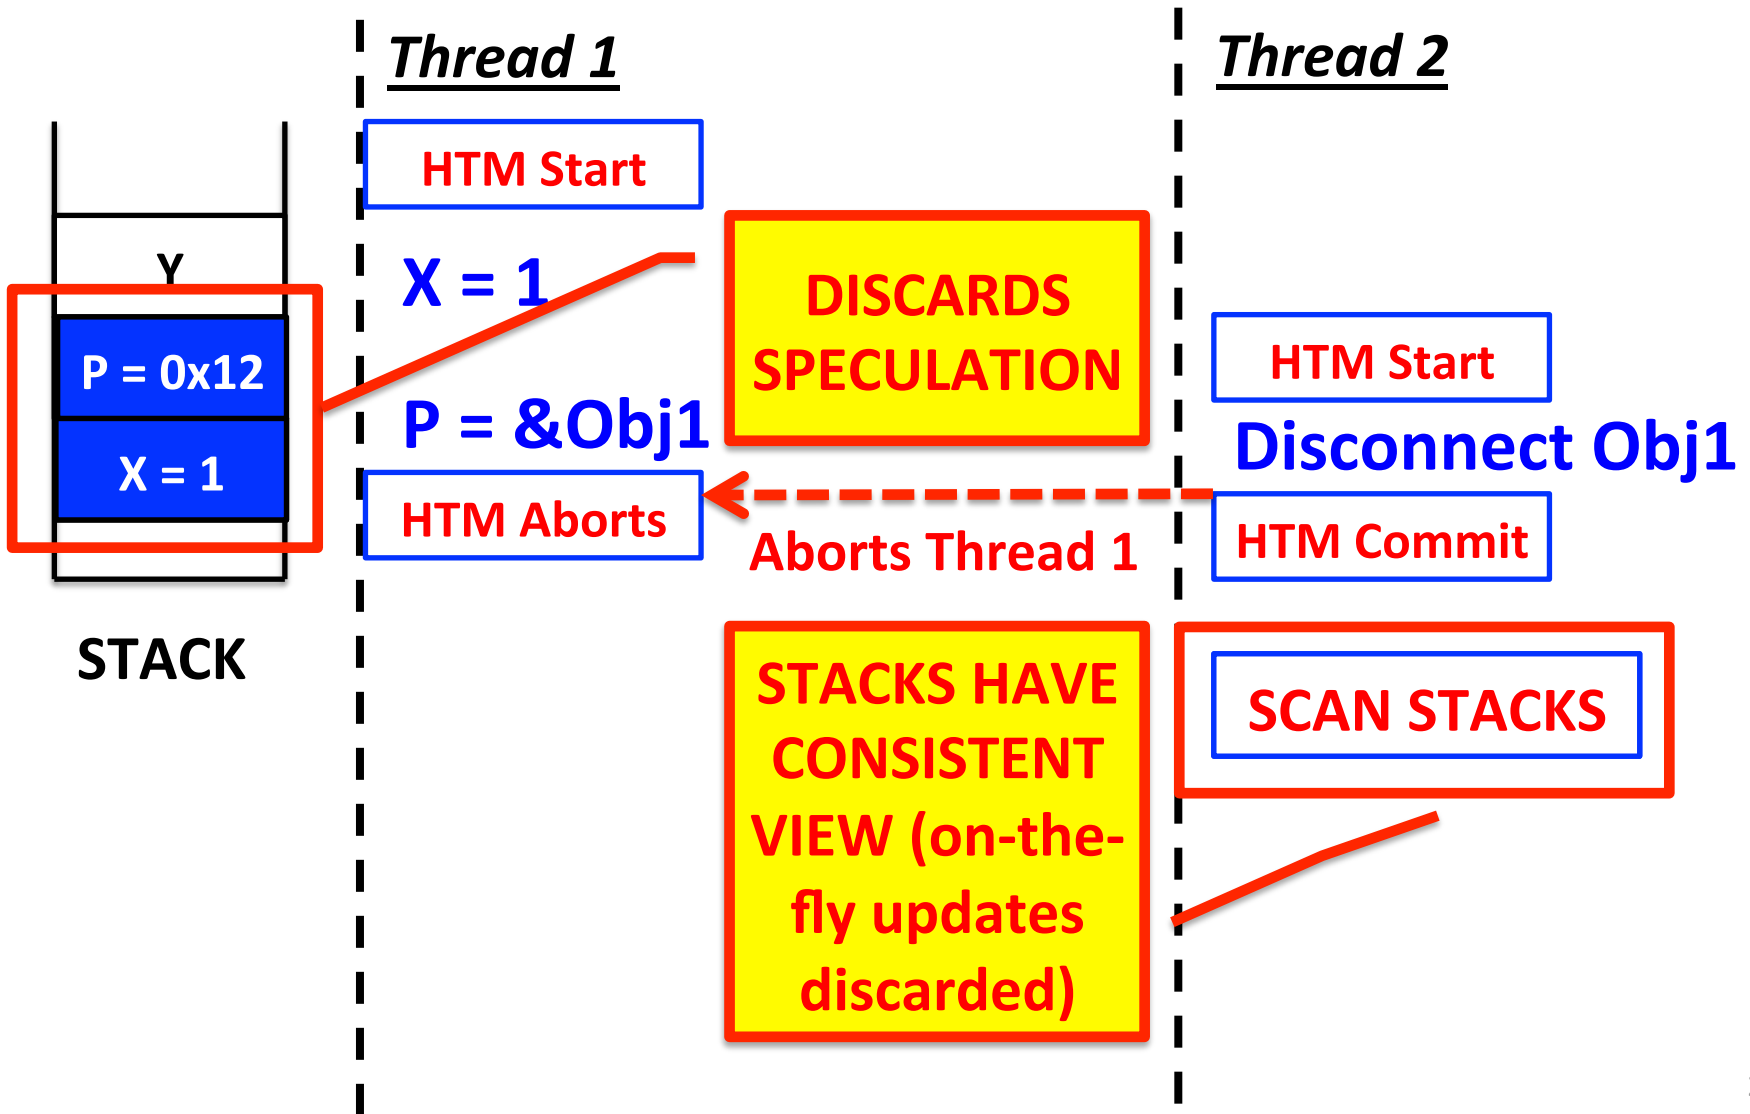 Thread 1
Thread 2
HTM Start
Y
X = 1
DISCARDS
SPECULATION
P = 0x12
HTM Start
P = &Obj1
Disconnect Obj1
X = 1
HTM Aborts
HTM Commit
Aborts Thread 1
STACK
STACKS HAVE
CONSISTENT
VIEW (on-the-
fly updates
discarded)
SCAN STACKS